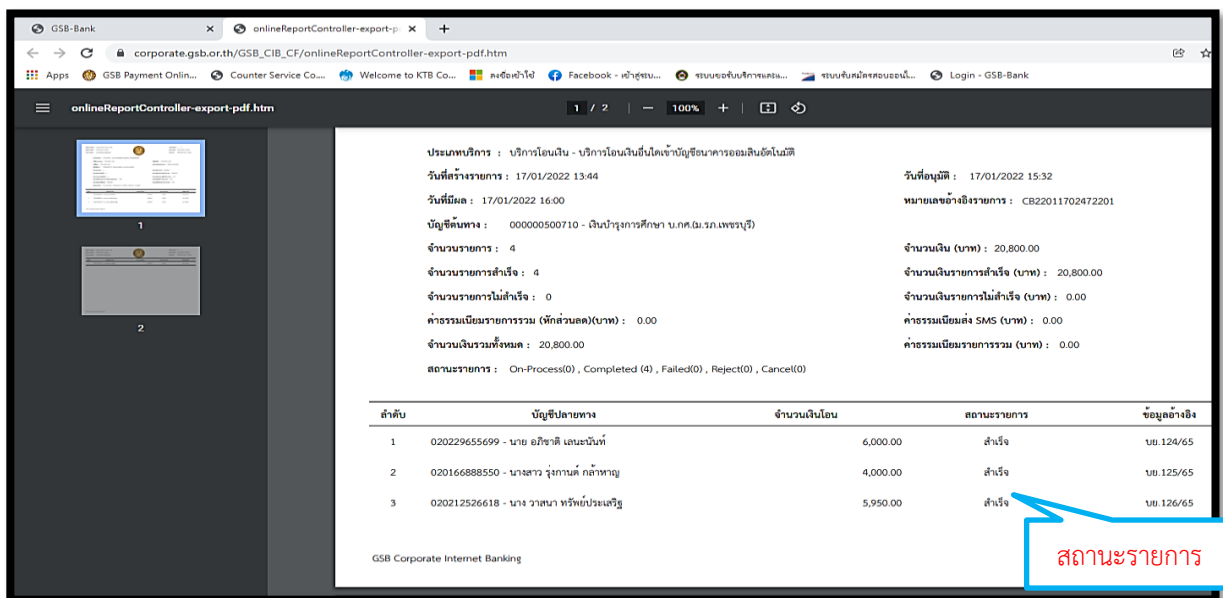 GSB-Bank
onlineReportController-export-p
corporate.gsb.or.th/GSB_CIB_CF/onlineReportController-export-pdf.htm
Apps GSB Payment Onlin... Counter Service Co... Welcome to KTB Co... ลงชื่อเข้าใช้ Facebook - เข้าสู่ระบ... Login - GSB-Bank
onlineReportController-export-pdf.htm 1 / 2 | — 100% +
1
2
ประเภทบริการ : บริการโอนเงิน - บริการโอนเงินอื่นใดเข้าบัญชีธนาคารออมสินอัตโนมัติ
วันที่สร้างรายการ : 17/01/2022 13:44 วันที่อนุมัติ : 17/01/2022 15:32
วันที่มีผล : 17/01/2022 16:00 หมายเลขอ้างอิงรายการ : CB22011702472201
บัญชีต้นทาง : 000000500710 - เงินบำรุงการศึกษา บ.กศ.(ม.รภ.เพชรบุรี)
จำนวนรายการ : 4 จำนวนเงิน (บาท) : 20,800.00
จำนวนรายการสำเร็จ : 4 จำนวนเงินรายการสำเร็จ (บาท) : 20,800.00
จำนวนรายการไม่สำเร็จ : 0 จำนวนเงินรายการไม่สำเร็จ (บาท) : 0.00
ค่าธรรมเนียมรายการรวม (หักส่วนลด)(บาท) : 0.00 ค่าธรรมเนียมส่ง SMS (บาท) : 0.00
จำนวนเงินรวมทั้งหมด : 20,800.00 ค่าธรรมเนียมรายการรวม (บาท) : 0.00
สถานะรายการ : On-Process(0) , Completed (4) , Failed(0) , Reject(0) , Cancel(0)
ลำดับ บัญชีปลายทาง จำนวนเงินโอน สถานะรายการ ข้อมูลอ้างอิง
1 020229655699 - นาย อภิชาติ เลนะนันท์ 6,000.00 สำเร็จ บย.124/65
2 020166888550 - นางสาว รุ่งกานต์ กล้าหาญ 4,000.00 สำเร็จ บย.125/65
3 020212526618 - นาง วาสนา ทรัพย์ประเสริฐ 5,950.00 สำเร็จ บย.126/65
GSB Corporate Internet Banking
สถานะรายการ